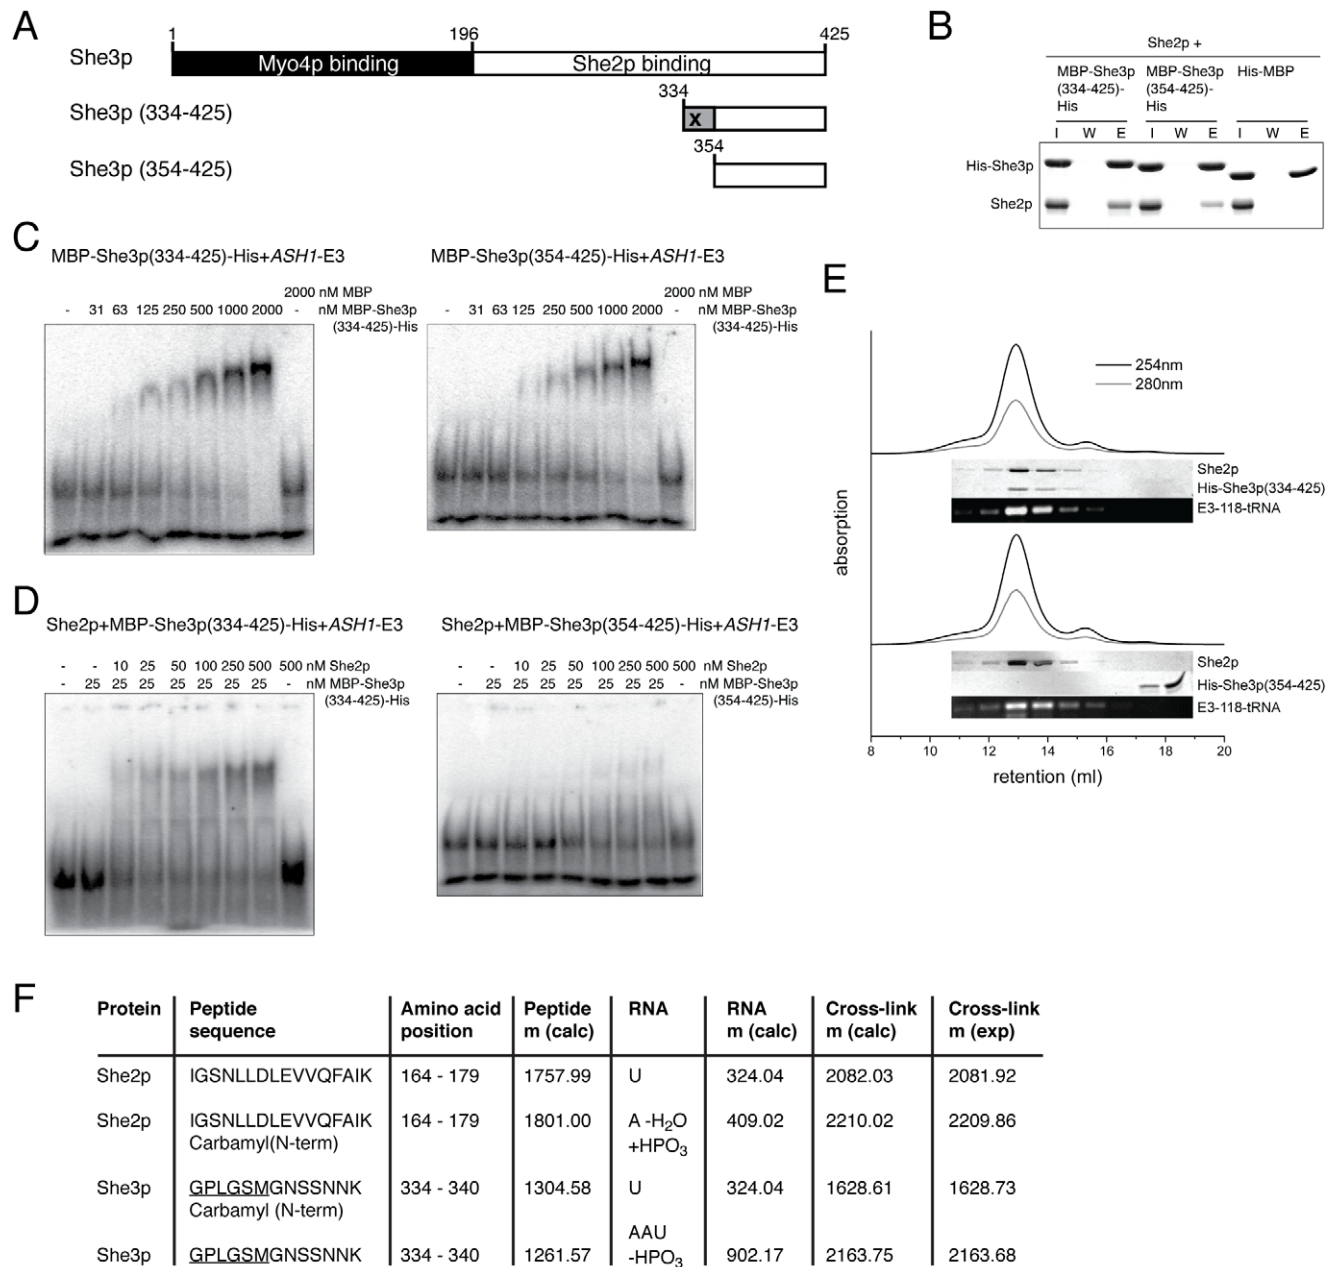 A
1 196 425
She3p Myo4p binding She2p binding
334
She3p (334-425) x
354
She3p (354-425)
B
She2p +
MBP-She3p (334-425)-His
MBP-She3p (354-425)-His
His-MBP
I W E I W E I W E
His-She3p
She2p
C
MBP-She3p(334-425)-His+ASH1-E3
2000 nM MBP
- 31 63 125 250 500 1000 2000 - nM MBP-She3p
(334-425)-His
MBP-She3p(354-425)-His+ASH1-E3
2000 nM MBP
- 31 63 125 250 500 1000 2000 - nM MBP-She3p
(334-425)-His
D
She2p+MBP-She3p(334-425)-His+ASH1-E3
- - 10 25 50 100 250 500 500 nM She2p
- 25 25 25 25 25 25 25 - nM MBP-She3p
(334-425)-His
She2p+MBP-She3p(354-425)-His+ASH1-E3
- - 10 25 50 100 250 500 500 nM She2p
- 25 25 25 25 25 25 25 - nM MBP-She3p
(354-425)-His
E
254nm
280nm
She2p
His-She3p(334-425)
E3-118-tRNA
She2p
His-She3p(354-425)
E3-118-tRNA
absorption
8 10 12 14 16 18 20
retention (ml)
F
Protein Peptide Amino acid Peptide RNA RNA Cross-link Cross-link
sequence position m (calc) m (calc) m (calc) m (exp)
She2p IGSNLLDLEVVQFAIK 164 - 179 1757.99 U 324.04 2082.03 2081.92
She2p IGSNLLDLEVVQFAIK 164 - 179 1801.00 A -H₂O 409.02 2210.02 2209.86
Carbamyl(N-term) +HPO₃
She3p GPLGSMGNSSNNK 334 - 340 1304.58 U 324.04 1628.61 1628.73
Carbamyl (N-term)
AAU
She3p GPLGSMGNSSNNK 334 - 340 1261.57 -HPO₃ 902.17 2163.75 2163.68